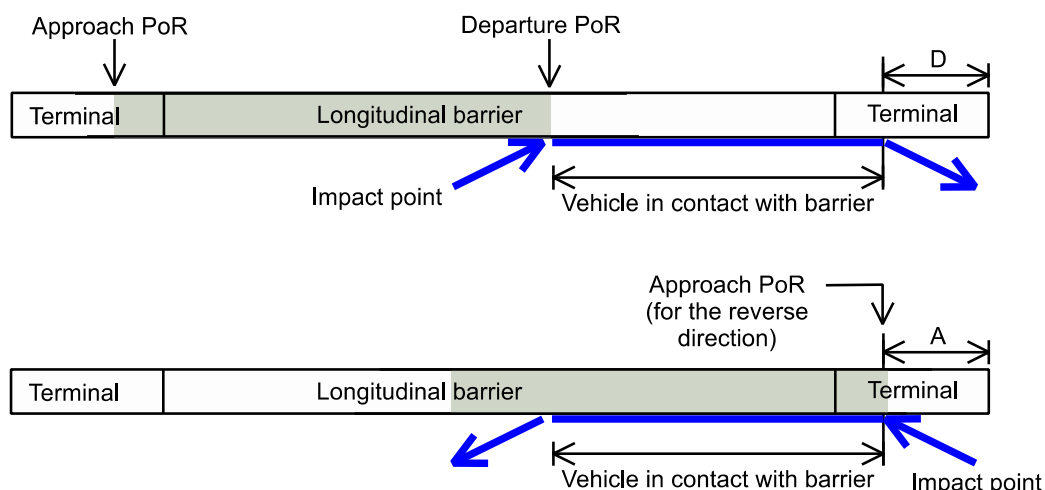 Approach PoR
Departure PoR
D
Terminal
Longitudinal barrier
Terminal
Impact point
Vehicle in contact with barrier
Approach PoR
(for the reverse
direction)
A
Terminal
Longitudinal barrier
Terminal
Vehicle in contact with barrier
Impact point